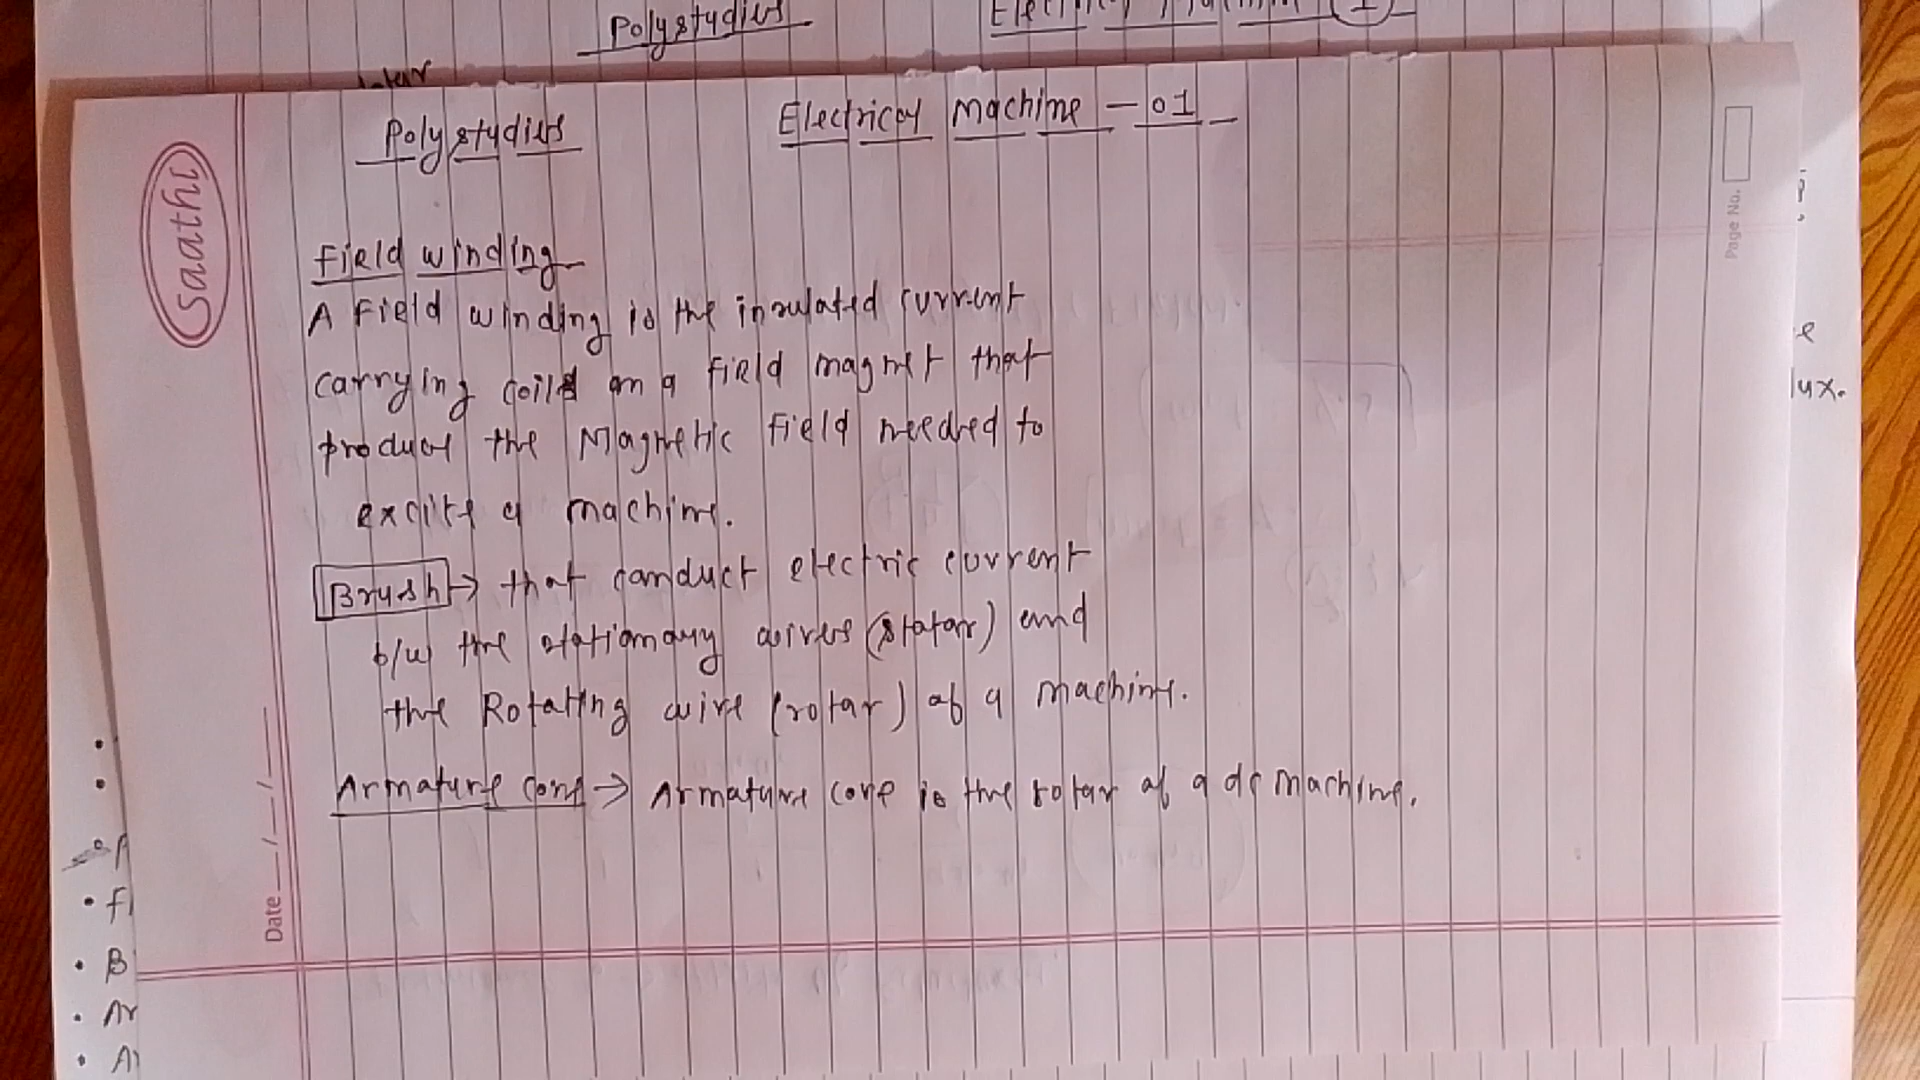 Polystudies
Polystudies Electrical Machine - 01
Saathi
Page No.
Field winding
A Field winding is the insulated current
carrying coils on a field magnet that
produce the Magnetic Field needed to
excite a machine.
Brush → that conduct electric current
b/w the stationary wires (stator) and
the Rotating wire (rotor) of a machine.
Armature Core → Armature core is the rotor of a dc machine.
Date
lux.